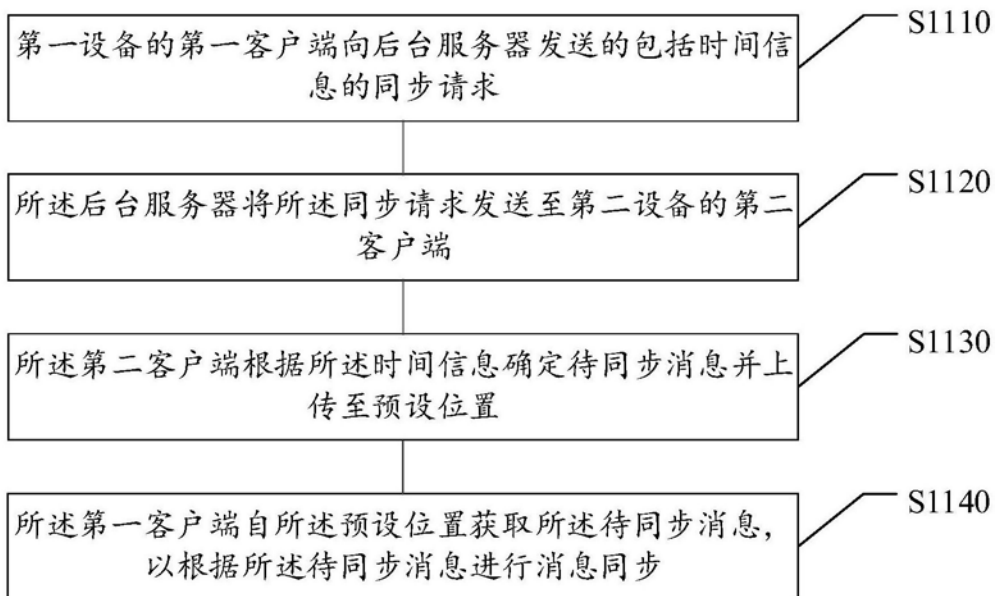 第一设备的第一客户端向后台服务器发送的包括时间信
息的同步请求
S1110
所述后台服务器将所述同步请求发送至第二设备的第二
客户端
S1120
所述第二客户端根据所述时间信息确定待同步消息并上
传至预设位置
S1130
所述第一客户端自所述预设位置获取所述待同步消息，
以根据所述待同步消息进行消息同步
S1140